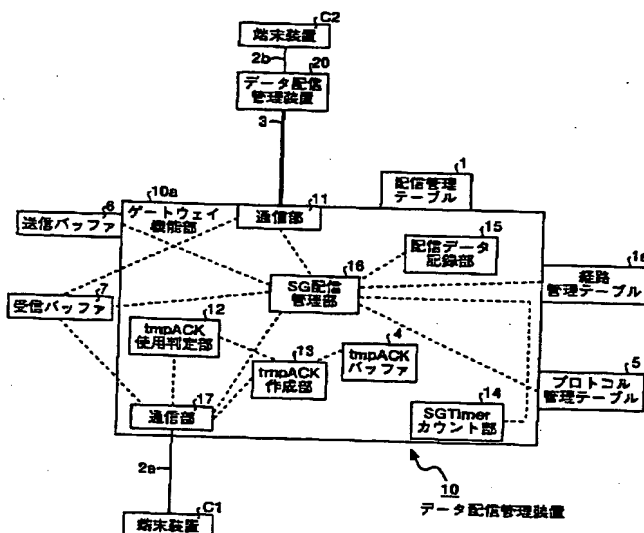 C2
端末装置
2b
20
データ配信
管理装置
3
1
配信管理
テーブル
10a
ゲートウェイ
機能部
11
通信部
6
送信バッファ
15
配信データ
記録部
16
SG配信
管理部
1a
経路
管理テーブル
7
受信バッファ
12
tmpACK
使用判定部
13
tmpACK
作成部
4
tmpACK
バッファ
5
プロトコル
管理テーブル
17
通信部
14
SGTimer
カウント部
2a
10
データ配信管理装置
C1
端末装置